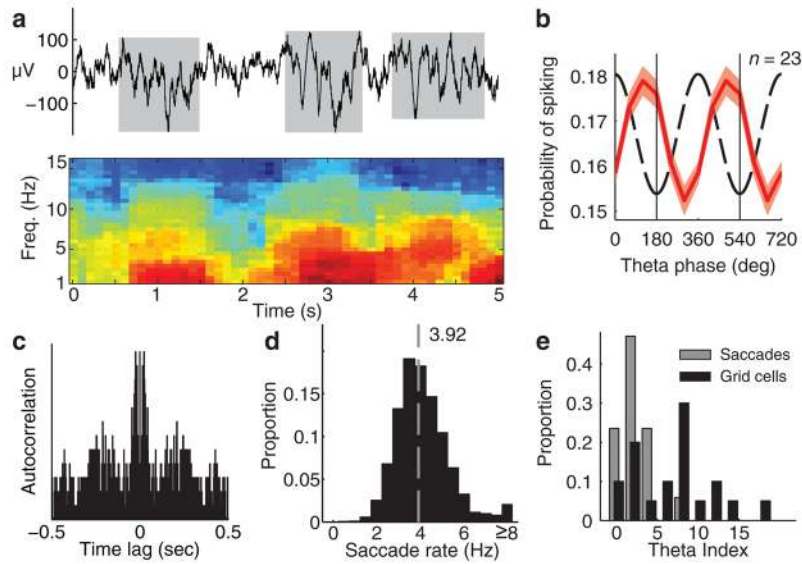 a
100
0
μV
−100
15
10
5
1
Freq. (Hz)
0 1 2 3 4 5
Time (s)
b
n = 23
0.18
0.17
0.16
0.15
Probability of spiking
0 180 360 540 720
Theta phase (deg)
c
Autocorrelation
−0.5 0 0.5
Time lag (sec)
d
3.92
0.15
0.1
0.05
0
Proportion
0 2 4 6 ≥8
Saccade rate (Hz)
e
Saccades
Grid cells
0.4
0.3
0.2
0.1
0
Proportion
0 5 10 15
Theta Index